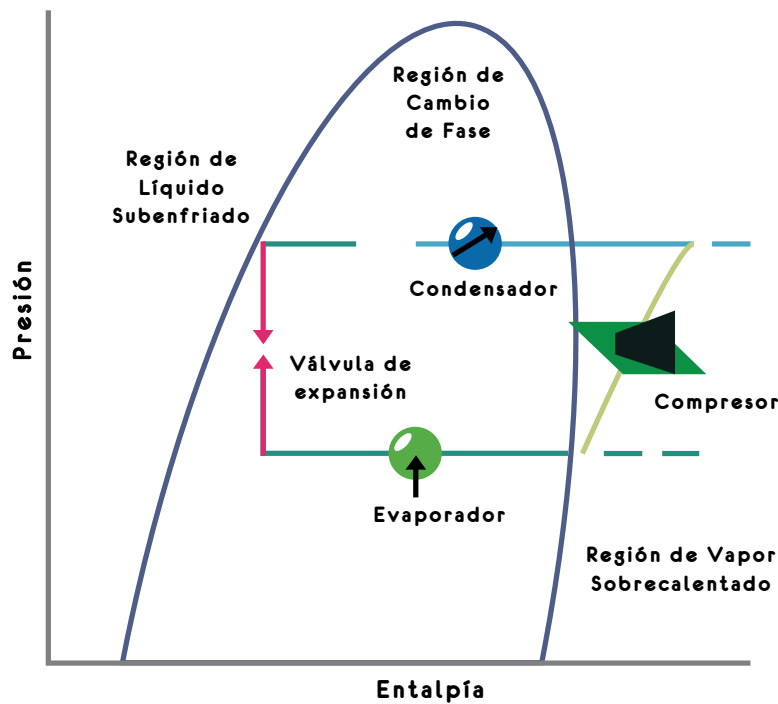 Región de
Cambio
de Fase
Región de
Líquido
Subenfriado
Presión
Condensador
Válvula de
expansión
Compresor
Evaporador
Región de Vapor
Sobrecalentado
Entalpía